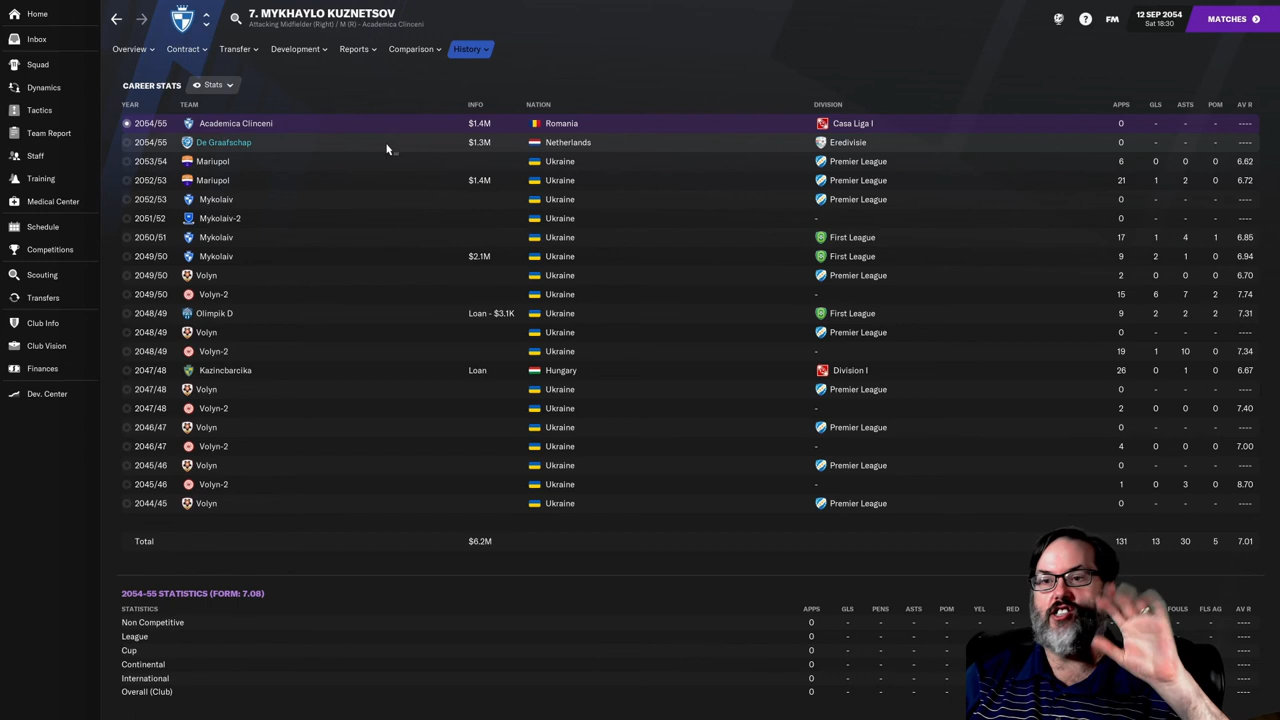 Home
Inbox
Squad
Dynamics
Tactics
Team Report
Staff
Training
Medical Center
Schedule
Competitions
Scouting
Transfers
Club Info
Club Vision
Finances
Dev. Center
7. MYKHAYLO KUZNETSOV
Attacking Midfielder (Right) / M (R) - Academica Clinceni
FM
12 SEP 2054
Sat 18:30
MATCHES
Overview Contract Transfer Development Reports Comparison History
CAREER STATS Stats
YEAR TEAM INFO NATION DIVISION APPS GLS ASTS POM AV R
2054/55 Academica Clinceni $1.4M Romania Casa Liga I 0 - - - ----
2054/55 De Graafschap $1.3M Netherlands Eredivisie 0 - - - ----
2053/54 Mariupol Ukraine Premier League 6 0 0 0 6.62
2052/53 Mariupol $1.4M Ukraine Premier League 21 1 2 0 6.72
2052/53 Mykolaiv Ukraine Premier League 0 - - - ----
2051/52 Mykolaiv-2 Ukraine - 0 - - - ----
2050/51 Mykolaiv Ukraine First League 17 1 4 1 6.85
2049/50 Mykolaiv $2.1M Ukraine First League 9 2 1 0 6.94
2049/50 Volyn Ukraine Premier League 2 0 0 0 6.70
2049/50 Volyn-2 Ukraine - 15 6 7 2 7.74
2048/49 Olimpik D Loan - $3.1K Ukraine First League 9 2 2 2 7.31
2048/49 Volyn Ukraine Premier League 0 - - - ----
2048/49 Volyn-2 Ukraine - 19 1 10 0 7.34
2047/48 Kazincbarcika Loan Hungary Division I 26 0 1 0 6.67
2047/48 Volyn Ukraine Premier League 0 - - - ----
2047/48 Volyn-2 Ukraine - 2 0 0 0 7.40
2046/47 Volyn Ukraine Premier League 0 - - - ----
2046/47 Volyn-2 Ukraine - 4 0 0 0 7.00
2045/46 Volyn Ukraine Premier League 0 - - - ----
2045/46 Volyn-2 Ukraine - 1 0 3 0 8.70
2044/45 Volyn Ukraine Premier League 0 - - - ----
Total $6.2M 131 13 30 5 7.01
2054-55 STATISTICS (FORM: 7.08)
STATISTICS APPS GLS PENS ASTS POM YEL RED FOULS FLS AG AV R
Non Competitive 0 - - - - - - - - ----
League 0 - - - - - - - ----
Cup 0 - - - - - - ----
Continental 0 - - - - - - ----
International 0 - - - - - - ----
Overall (Club) 0 - - - - - - ----